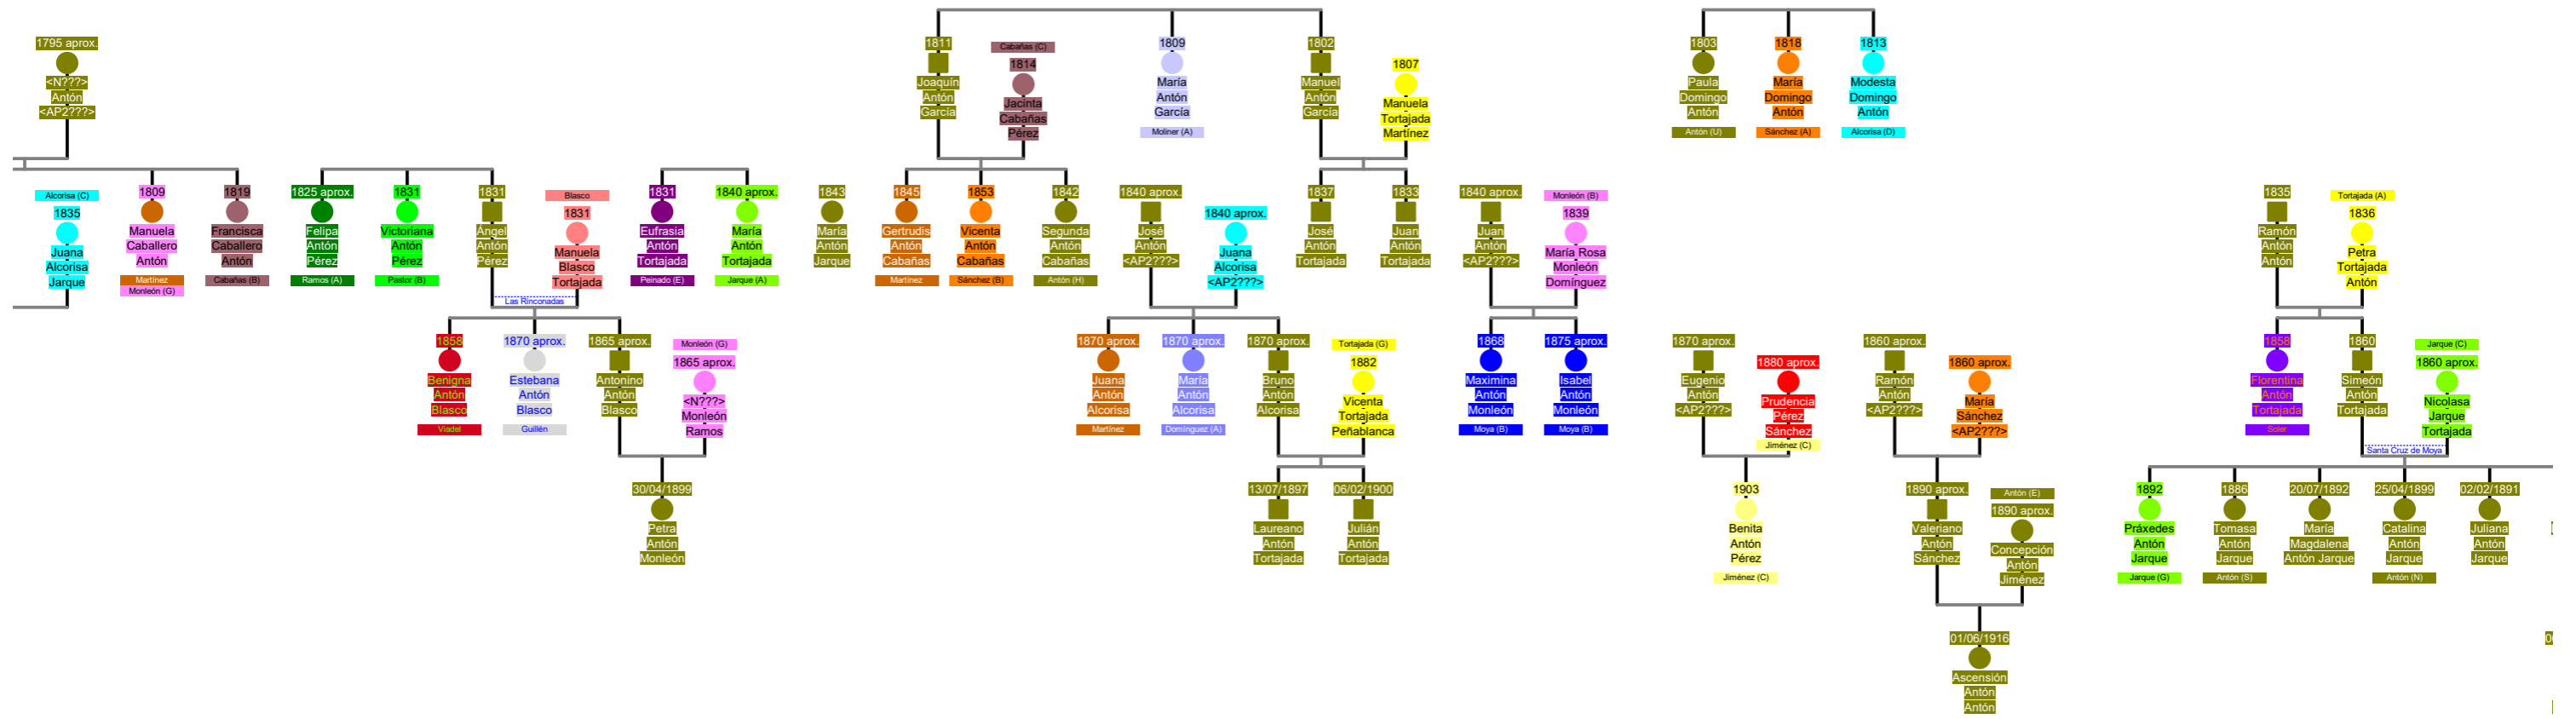 1795 aprox.
<N???>
Antón
<AP2???>
1811
Joaquín
Antón
García
Cabañas (C)
1814
Jacinta
Cabañas
Pérez
1809
María
Antón
García
Moliner (A)
1802
Manuel
Antón
García
1807
Manuela
Tortajada
Martínez
1803
Paula
Domingo
Antón
Antón (U)
1818
María
Domingo
Antón
Sánchez (A)
1813
Modesta
Domingo
Antón
Alcorisa (D)
Alcorisa (C)
1835
Juana
Alcorisa
Jarque
1809
Manuela
Caballero
Antón
Martínez
Monleón (G)
1819
Francisca
Caballero
Antón
Cabañas (B)
1825 aprox.
Felipa
Antón
Pérez
Ramos (A)
1831
Victoriana
Antón
Pérez
Pastor (B)
1831
Ángel
Antón
Pérez
Blasco
1831
Manuela
Blasco
Tortajada
Las Rinconadas
1831
Eufrasia
Antón
Tortajada
Peinado (E)
1840 aprox.
María
Antón
Tortajada
Jarque (A)
1843
María
Antón
Jarque
1845
Gertrudis
Antón
Cabañas
Martínez
1853
Vicenta
Antón
Cabañas
Sánchez (B)
1842
Segunda
Antón
Cabañas
Antón (H)
1840 aprox.
José
Antón
<AP2???>
1840 aprox.
Juana
Alcorisa
<AP2???>
1837
José
Antón
Tortajada
1833
Juan
Antón
Tortajada
1840 aprox.
Juan
Antón
<AP2???>
Monleón (B)
1839
María Rosa
Monleón
Domínguez
1835
Ramón
Antón
Antón
Tortajada (A)
1836
Petra
Tortajada
Antón
1858
Benigna
Antón
Blasco
Viadel
1870 aprox.
Estebana
Antón
Blasco
Guillén
1865 aprox.
Antonino
Antón
Blasco
Monleón (G)
1865 aprox.
<N???>
Monleón
Ramos
1870 aprox.
Juana
Antón
Alcorisa
Martínez
1870 aprox.
María
Antón
Alcorisa
Domínguez (A)
1870 aprox.
Bruno
Antón
Alcorisa
Tortajada (G)
1882
Vicenta
Tortajada
Peñablanca
1868
Maximina
Antón
Monleón
Moya (B)
1875 aprox.
Isabel
Antón
Monleón
Moya (B)
1870 aprox.
Eugenio
Antón
<AP2???>
1880 aprox.
Prudencia
Pérez
Sánchez
Jiménez (C)
1860 aprox.
Ramón
Antón
<AP2???>
1860 aprox.
María
Sánchez
<AP2???>
1858
Florentina
Antón
Tortajada
Soler
1860
Simeón
Antón
Tortajada
Jarque (C)
1860 aprox.
Nicolasa
Jarque
Tortajada
Santa Cruz de Moya
30/04/1899
Petra
Antón
Monleón
13/07/1897
Laureano
Antón
Tortajada
06/02/1900
Julián
Antón
Tortajada
1903
Benita
Antón
Pérez
Jiménez (C)
1890 aprox.
Valeriano
Antón
Sánchez
Antón (E)
1890 aprox.
Concepción
Antón
Jiménez
1892
Práxedes
Antón
Jarque
Jarque (G)
1886
Tomasa
Antón
Jarque
Antón (S)
20/07/1892
María
Magdalena
Antón Jarque
25/04/1899
Catalina
Antón
Jarque
Antón (N)
02/02/1891
Juliana
Antón
Jarque
01/06/1916
Ascensión
Antón
Antón